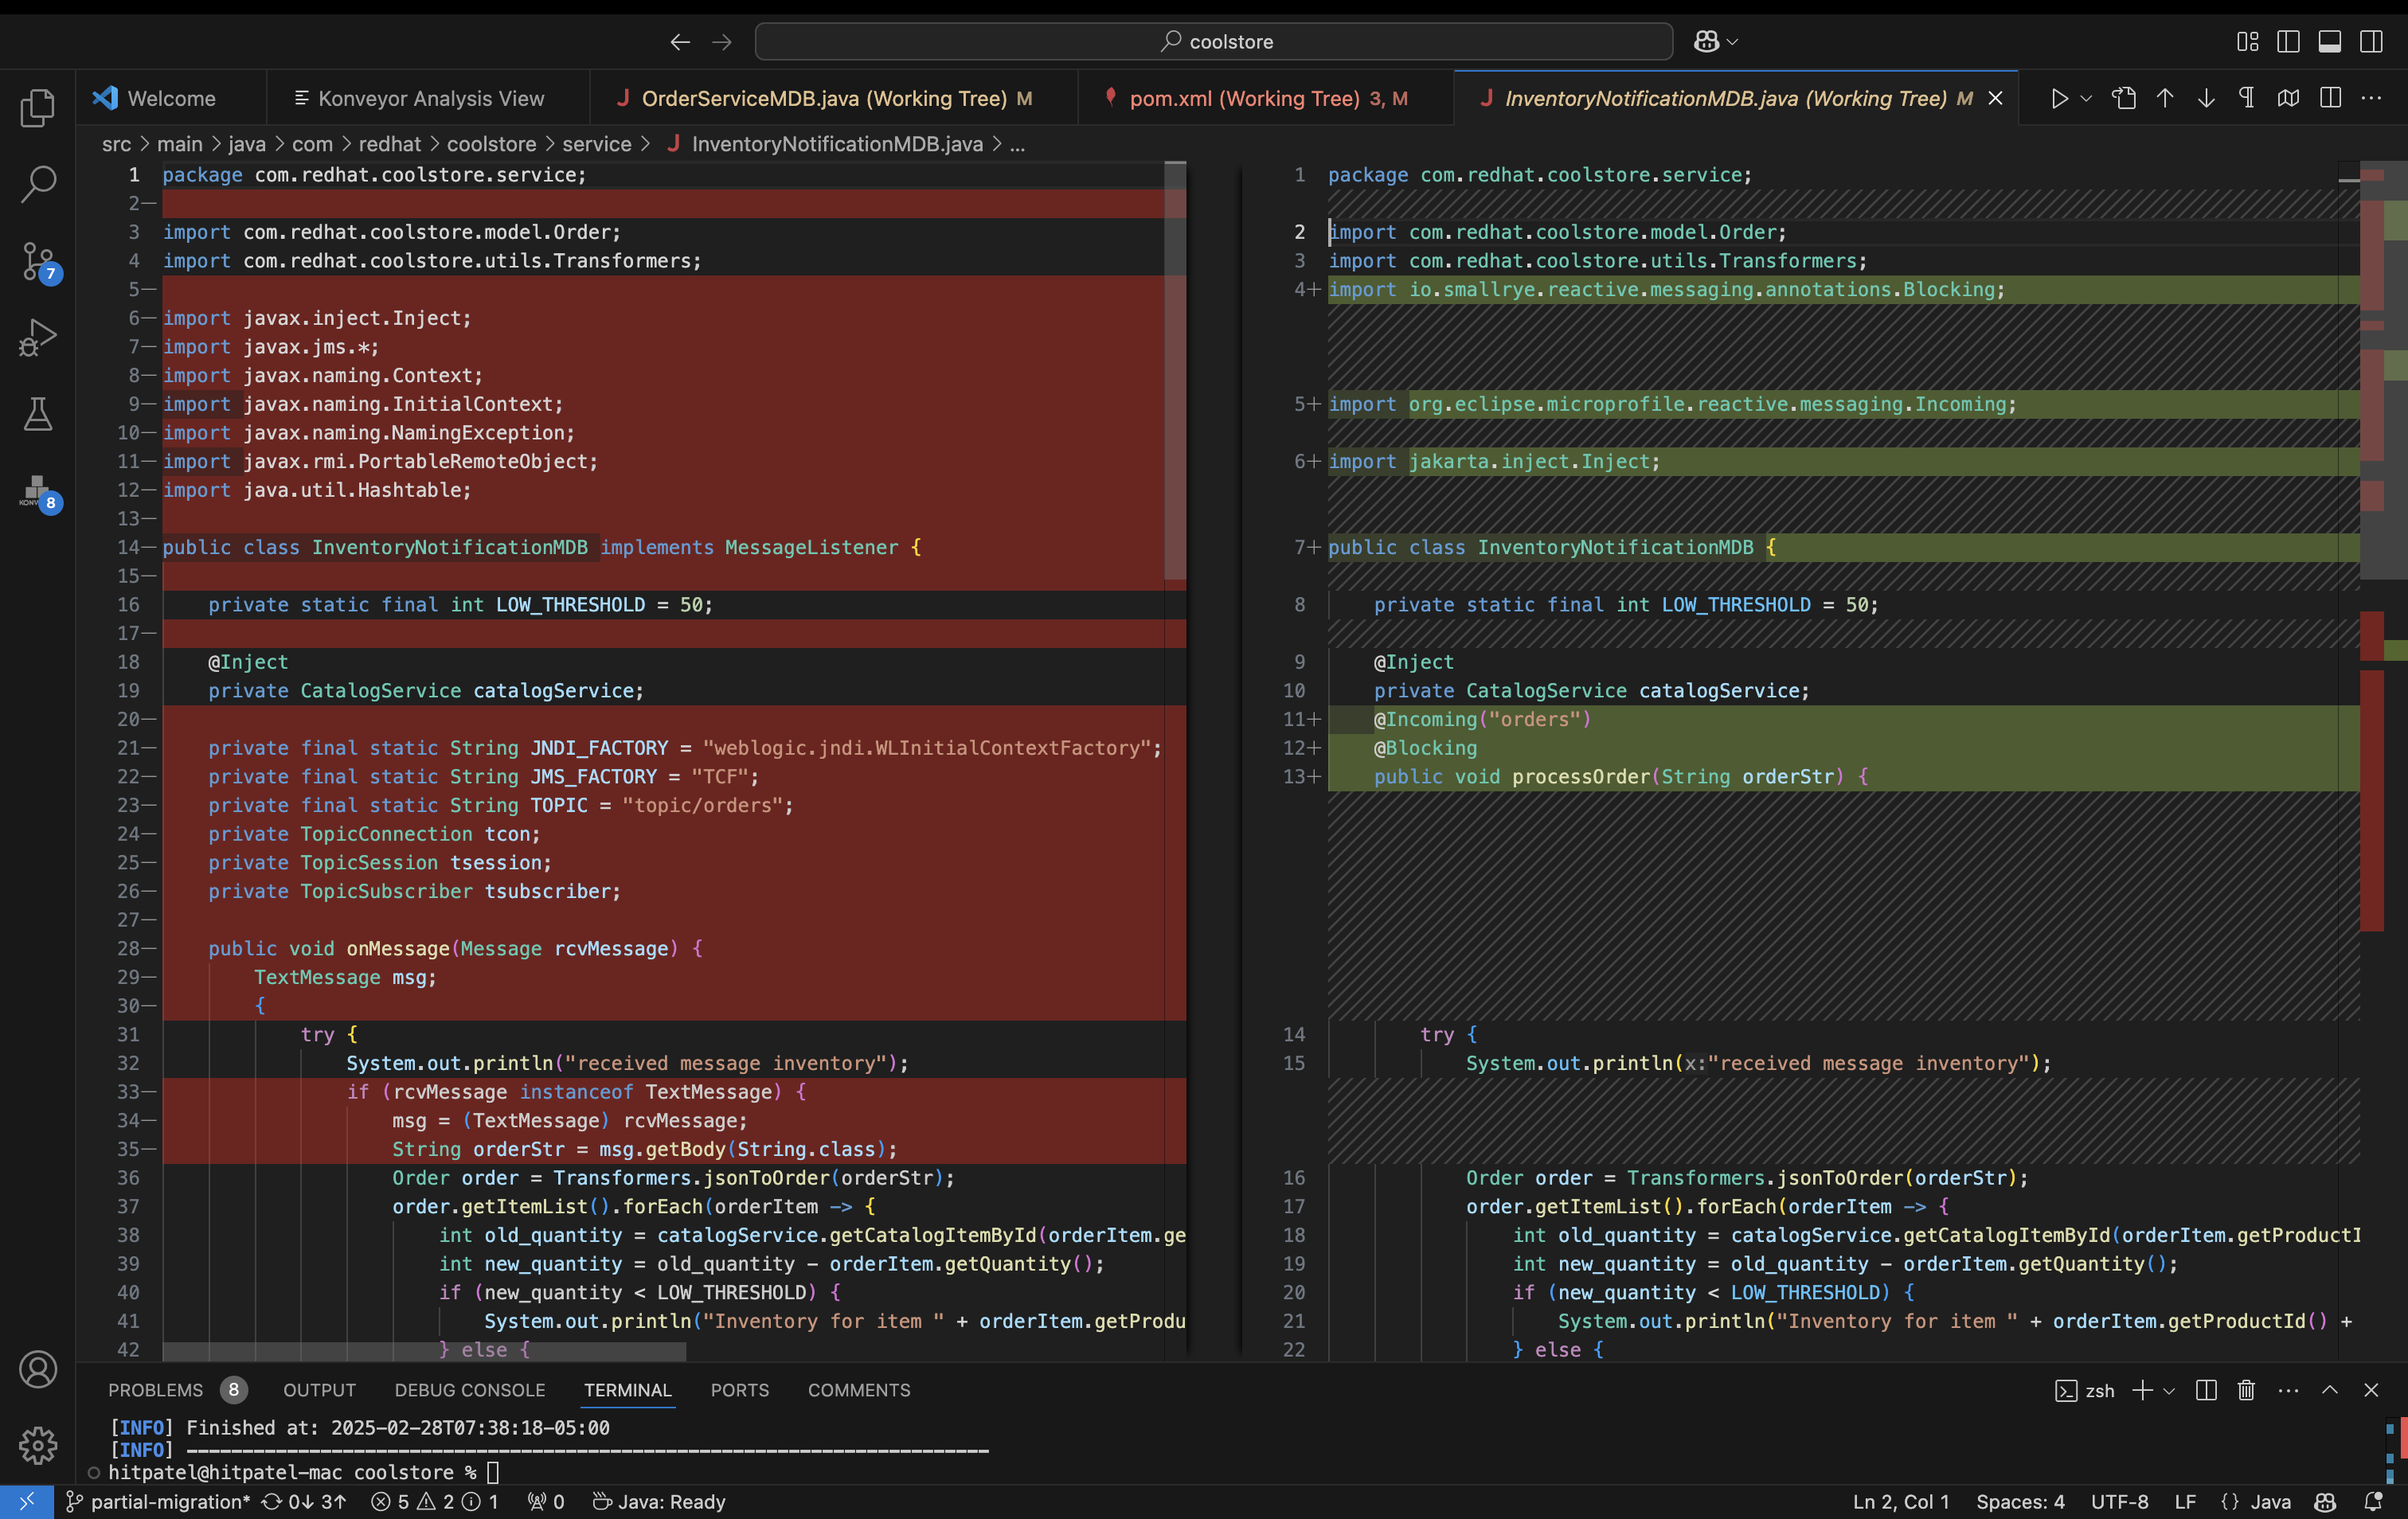 coolstore
Welcome
Konveyor Analysis View
OrderServiceMDB.java (Working Tree) M
pom.xml (Working Tree) 3, M
InventoryNotificationMDB.java (Working Tree) M
src > main > java > com > redhat > coolstore > service > InventoryNotificationMDB.java > ...
7
8
1 package com.redhat.coolstore.service;
2—
3 import com.redhat.coolstore.model.Order;
4 import com.redhat.coolstore.utils.Transformers;
5—
6— import javax.inject.Inject;
7— import javax.jms.*;
8— import javax.naming.Context;
9— import javax.naming.InitialContext;
10— import javax.naming.NamingException;
11— import javax.rmi.PortableRemoteObject;
12— import java.util.Hashtable;
13—
14— public class InventoryNotificationMDB implements MessageListener {
15—
16 private static final int LOW_THRESHOLD = 50;
17—
18 @Inject
19 private CatalogService catalogService;
20—
21— private final static String JNDI_FACTORY = "weblogic.jndi.WLInitialContextFactory";
22— private final static String JMS_FACTORY = "TCF";
23— private final static String TOPIC = "topic/orders";
24— private TopicConnection tcon;
25— private TopicSession tsession;
26— private TopicSubscriber tsubscriber;
27—
28— public void onMessage(Message rcvMessage) {
29— TextMessage msg;
30— {
31 try {
32 System.out.println("received message inventory");
33— if (rcvMessage instanceof TextMessage) {
34— msg = (TextMessage) rcvMessage;
35— String orderStr = msg.getBody(String.class);
36 Order order = Transformers.jsonToOrder(orderStr);
37 order.getItemList().forEach(orderItem -> {
38 int old_quantity = catalogService.getCatalogItemById(orderItem.ge
39 int new_quantity = old_quantity - orderItem.getQuantity();
40 if (new_quantity < LOW_THRESHOLD) {
41 System.out.println("Inventory for item " + orderItem.getProdu
42 } else {
1 package com.redhat.coolstore.service;
2 import com.redhat.coolstore.model.Order;
3 import com.redhat.coolstore.utils.Transformers;
4+ import io.smallrye.reactive.messaging.annotations.Blocking;
5+ import org.eclipse.microprofile.reactive.messaging.Incoming;
6+ import jakarta.inject.Inject;
7+ public class InventoryNotificationMDB {
8 private static final int LOW_THRESHOLD = 50;
9 @Inject
10 private CatalogService catalogService;
11+ @Incoming("orders")
12+ @Blocking
13+ public void processOrder(String orderStr) {
14 try {
15 System.out.println(x:"received message inventory");
16 Order order = Transformers.jsonToOrder(orderStr);
17 order.getItemList().forEach(orderItem -> {
18 int old_quantity = catalogService.getCatalogItemById(orderItem.getProductI
19 int new_quantity = old_quantity - orderItem.getQuantity();
20 if (new_quantity < LOW_THRESHOLD) {
21 System.out.println("Inventory for item " + orderItem.getProductId() +
22 } else {
PROBLEMS 8 OUTPUT DEBUG CONSOLE TERMINAL PORTS COMMENTS zsh
[INFO] Finished at: 2025-02-28T07:38:18-05:00
[INFO] ------------------------------------------------------------------------
hitpatel@hitpatel-mac coolstore %
partial-migration* 0↓ 3↑ 5 2 1 0 Java: Ready Ln 2, Col 1 Spaces: 4 UTF-8 LF {} Java